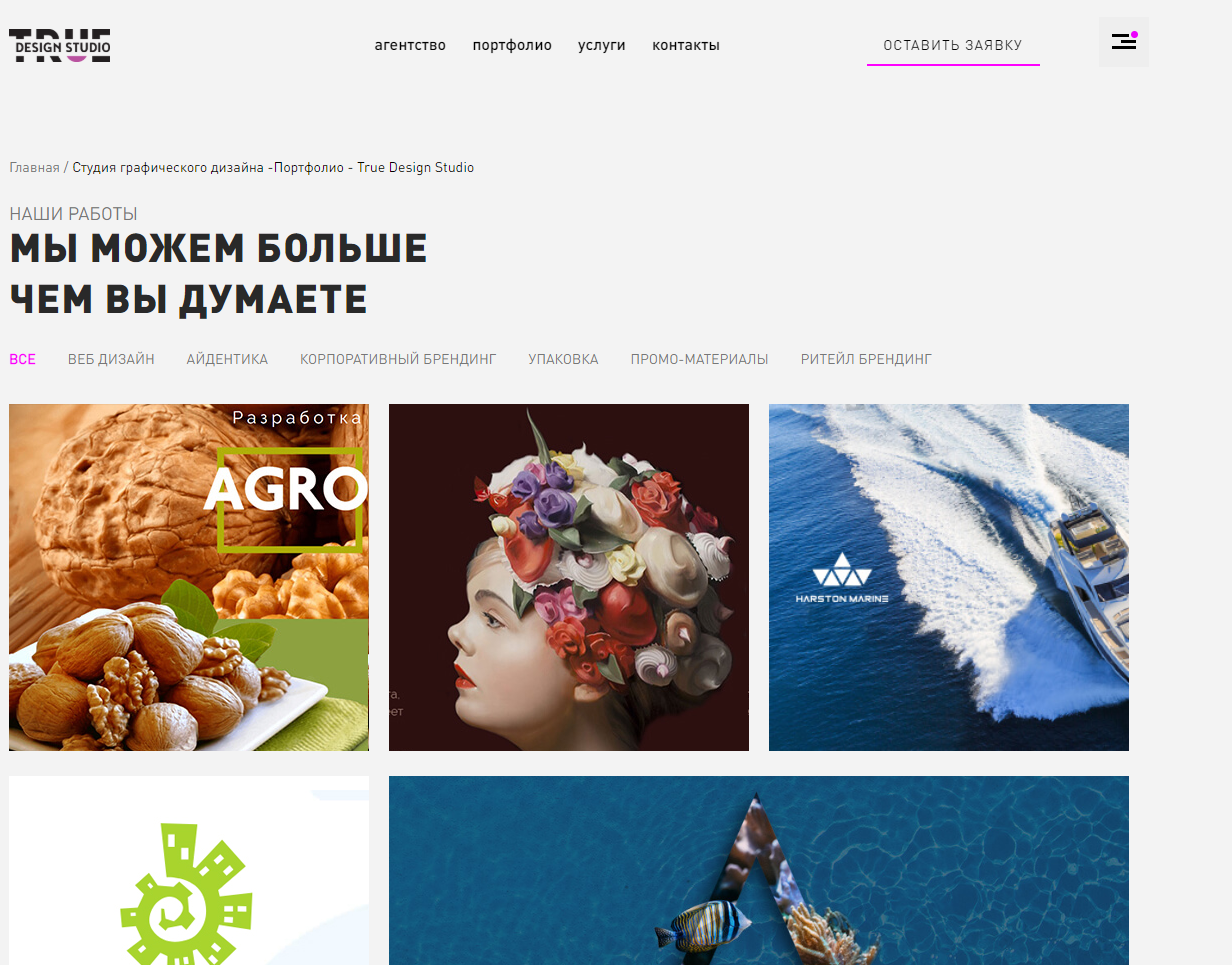 TRUE
DESIGN STUDIO
агентство портфолио услуги контакты
ОСТАВИТЬ ЗАЯВКУ
Главная / Студия графического дизайна -Портфолио - True Design Studio
НАШИ РАБОТЫ
МЫ МОЖЕМ БОЛЬШЕ
ЧЕМ ВЫ ДУМАЕТЕ
ВСЕ ВЕБ ДИЗАЙН АЙДЕНТИКА КОРПОРАТИВНЫЙ БРЕНДИНГ УПАКОВКА ПРОМО-МАТЕРИАЛЫ РИТЕЙЛ БРЕНДИНГ
Разработка
AGRO
HARSTON MARINE